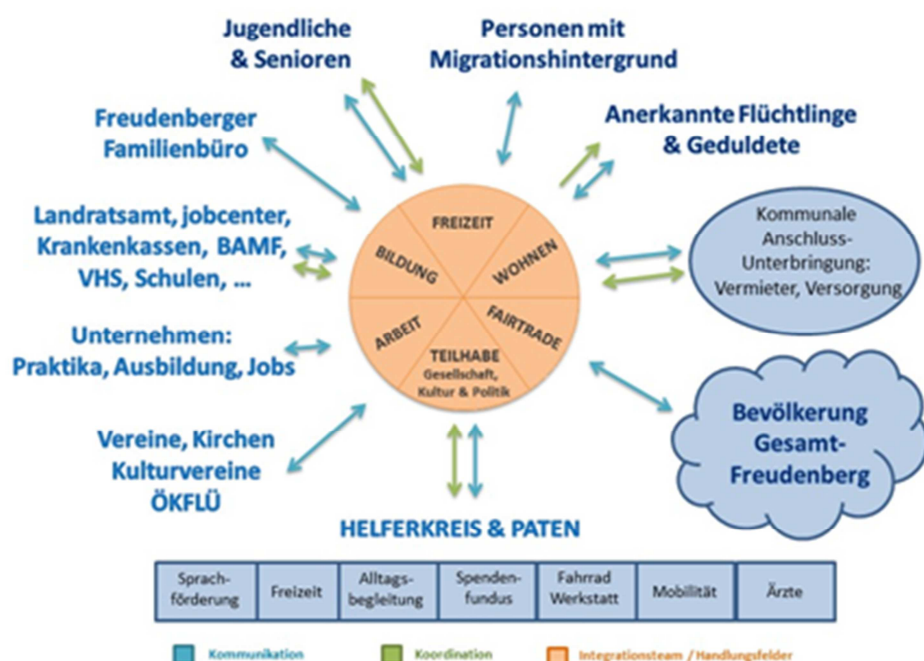 Jugendliche
& Senioren
Personen mit
Migrationshintergrund
Freudenberger
Familienbüro
Anerkannte Flüchtlinge
& Geduldete
Landratsamt, jobcenter,
Krankenkassen, BAMF,
VHS, Schulen, ...
Kommunale
Anschluss-
Unterbringung:
Vermieter, Versorgung
FREIZEIT
BILDUNG
WOHNEN
ARBEIT
FAIRTRADE
TEILHABE
Gesellschaft,
Kultur & Politik
Unternehmen:
Praktika, Ausbildung, Jobs
Bevölkerung
Gesamt-
Freudenberg
Vereine, Kirchen
Kulturvereine
ÖKFLÜ
HELFERKREIS & PATEN
Sprach-
förderung
Freizeit
Alltags-
begleitung
Spenden-
fundus
Fahrrad
Werkstatt
Mobilität
Ärzte
Kommunikation
Koordination
Integrationsteam / Handlungsfelder